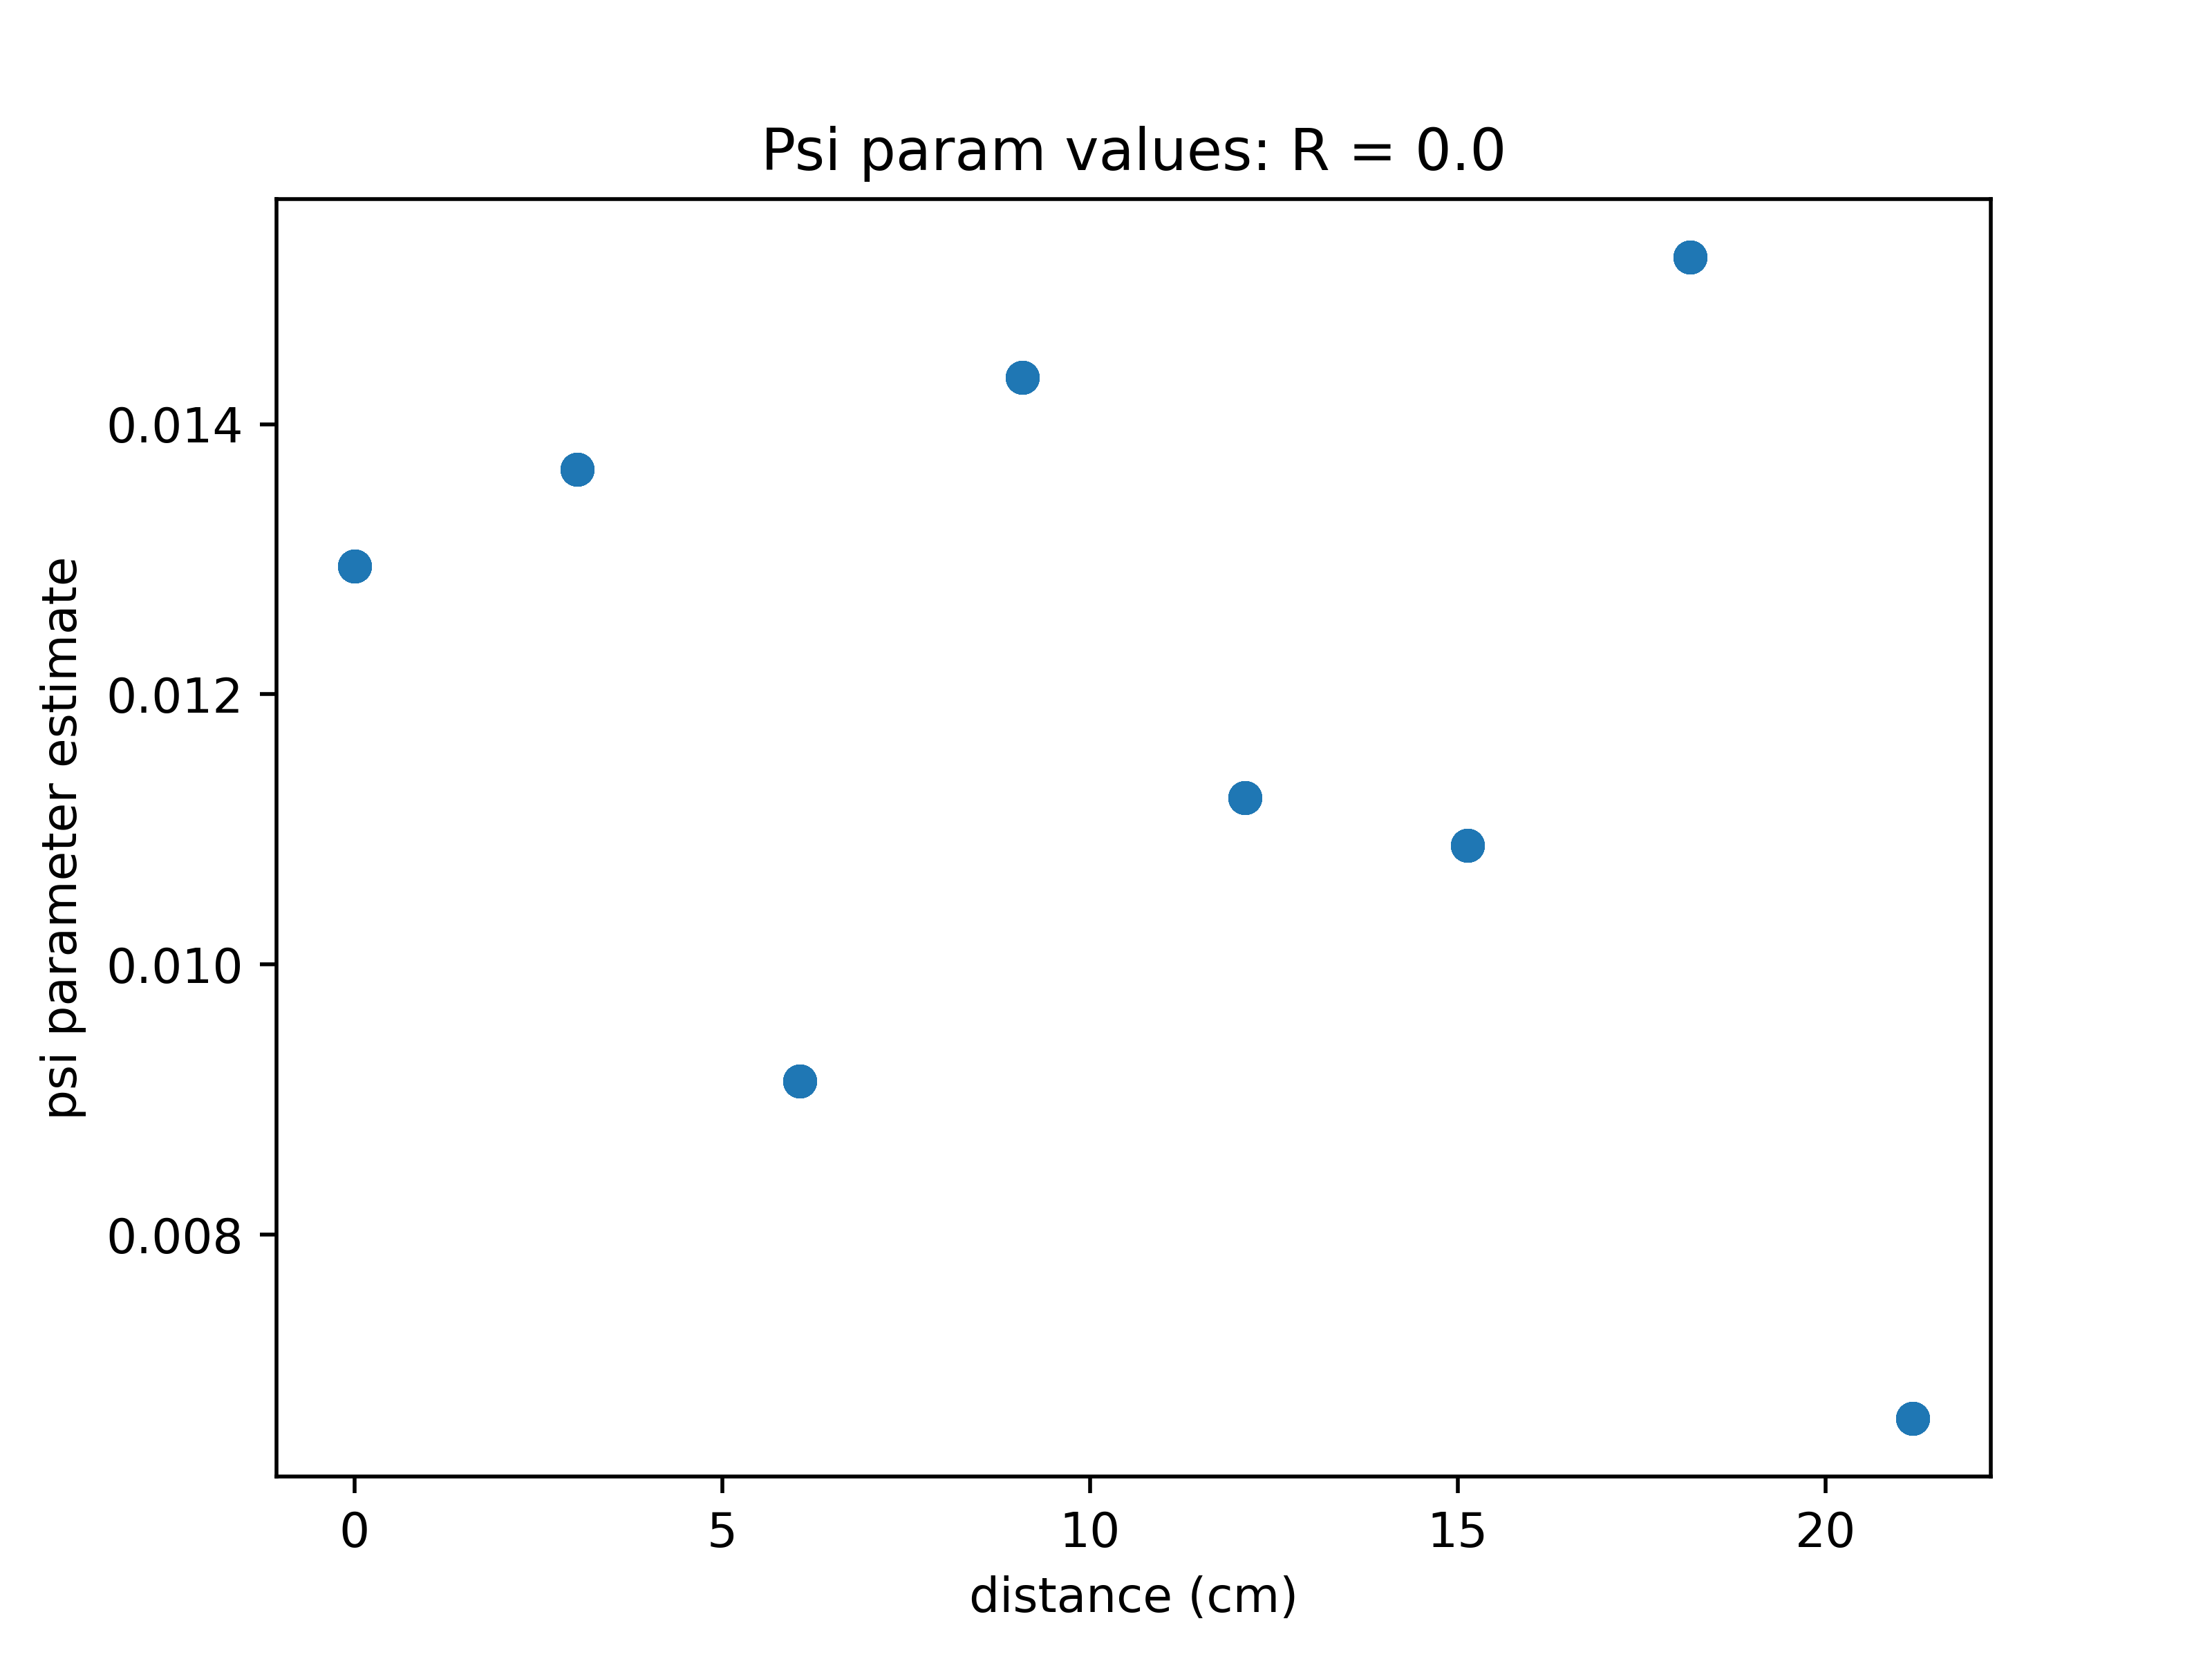 Psi param values: R = 0.0
psi parameter estimate
0.014
0.012
0.010
0.008
0 5 10 15 20
distance (cm)